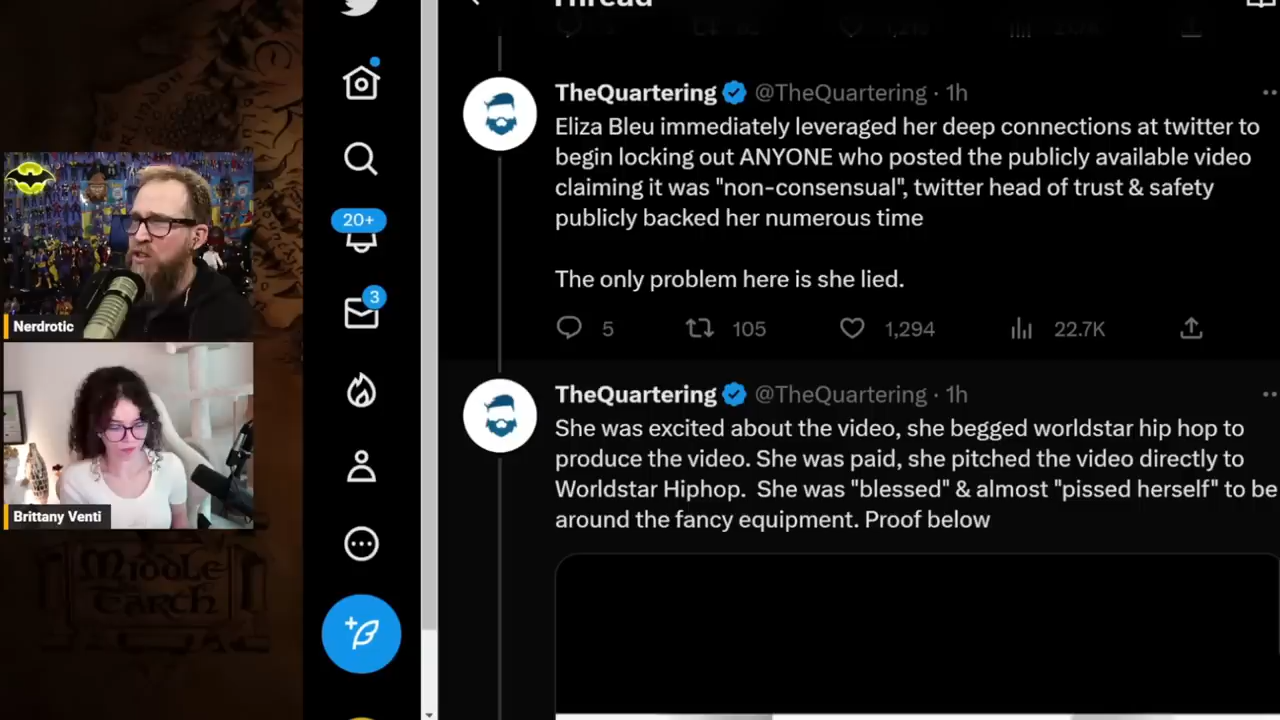 Thread
TheQuartering @TheQuartering · 1h
Eliza Bleu immediately leveraged her deep connections at twitter to
begin locking out ANYONE who posted the publicly available video
claiming it was "non-consensual", twitter head of trust & safety
publicly backed her numerous time
The only problem here is she lied.
5 105 1,294 22.7K
TheQuartering @TheQuartering · 1h
She was excited about the video, she begged worldstar hip hop to
produce the video. She was paid, she pitched the video directly to
Worldstar Hiphop. She was "blessed" & almost "pissed herself" to be
around the fancy equipment. Proof below
20+
3
Nerdrotic
Brittany Venti
MIDDLE
EARTH